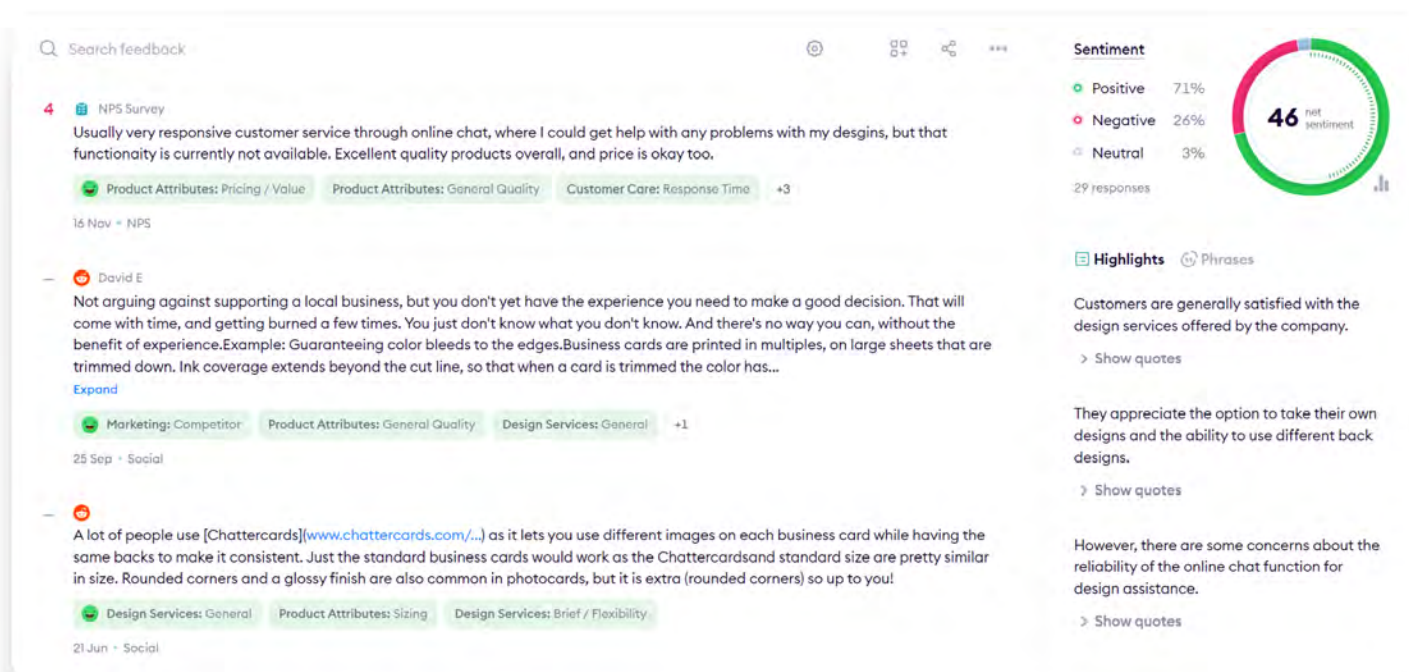 Search feedback
4 NPS Survey
Usually very responsive customer service through online chat, where I could get help with any problems with my desgins, but that
functionaity is currently not available. Excellent quality products overall, and price is okay too.
Product Attributes: Pricing / Value Product Attributes: General Quality Customer Care: Response Time +3
16 Nov • NPS
– David E
Not arguing against supporting a local business, but you don't yet have the experience you need to make a good decision. That will
come with time, and getting burned a few times. You just don't know what you don't know. And there's no way you can, without the
benefit of experience.Example: Guaranteeing color bleeds to the edges.Business cards are printed in multiples, on large sheets that are
trimmed down. Ink coverage extends beyond the cut line, so that when a card is trimmed the color has...
Expand
Marketing: Competitor Product Attributes: General Quality Design Services: General +1
25 Sep • Social
–
A lot of people use [Chattercards](www.chattercards.com/...) as it lets you use different images on each business card while having the
same backs to make it consistent. Just the standard business cards would work as the Chattercardsand standard size are pretty similar
in size. Rounded corners and a glossy finish are also common in photocards, but it is extra (rounded corners) so up to you!
Design Services: General Product Attributes: Sizing Design Services: Brief / Flexibility
21 Jun • Social
Sentiment
Positive 71%
Negative 26%
Neutral 3%
29 responses
46 net
sentiment
Highlights Phrases
Customers are generally satisfied with the
design services offered by the company.
> Show quotes
They appreciate the option to take their own
designs and the ability to use different back
designs.
> Show quotes
However, there are some concerns about the
reliability of the online chat function for
design assistance.
> Show quotes